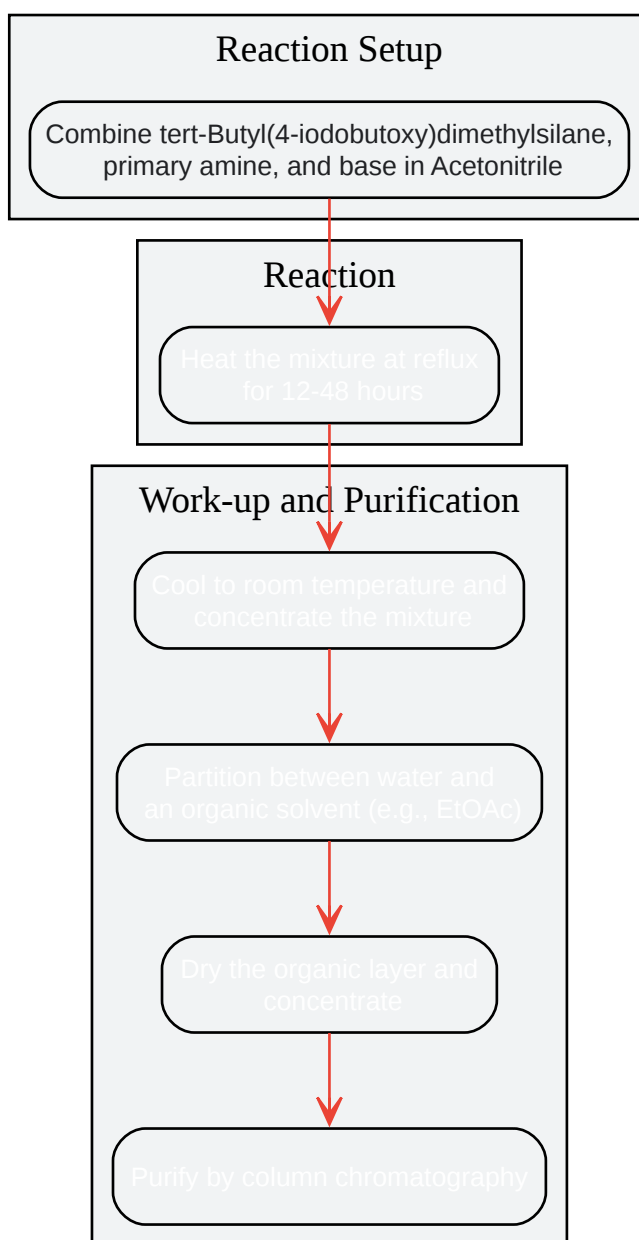 Reaction Setup
Combine tert-Butyl(4-iodobutoxy)dimethylsilane,
primary amine, and base in Acetonitrile
Reaction
Heat the mixture at reflux
for 12-48 hours
Work-up and Purification
Cool to room temperature and
concentrate the mixture
Partition between water and
an organic solvent (e.g., EtOAc)
Dry the organic layer and
concentrate
Purify by column chromatography